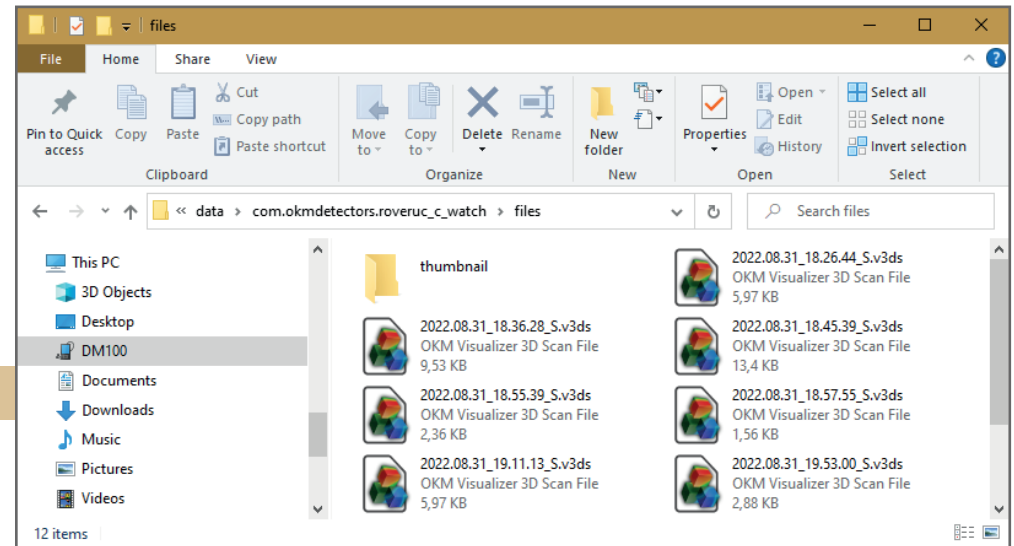 files
File Home Share View
Pin to Quick access
Copy
Paste
Cut
Copy path
Paste shortcut
Clipboard
Move to
Copy to
Delete
Rename
Organize
New folder
New
Properties
Open
Edit
History
Open
Select all
Select none
Invert selection
Select
« data > com.okmdetectors.roveruc_c_watch > files
Search files
This PC
3D Objects
Desktop
DM100
Documents
Downloads
Music
Pictures
Videos
thumbnail
2022.08.31_18.26.44_S.v3ds
OKM Visualizer 3D Scan File
5,97 KB
2022.08.31_18.36.28_S.v3ds
OKM Visualizer 3D Scan File
9,53 KB
2022.08.31_18.45.39_S.v3ds
OKM Visualizer 3D Scan File
13,4 KB
2022.08.31_18.55.39_S.v3ds
OKM Visualizer 3D Scan File
2,36 KB
2022.08.31_18.57.55_S.v3ds
OKM Visualizer 3D Scan File
1,56 KB
2022.08.31_19.11.13_S.v3ds
OKM Visualizer 3D Scan File
5,97 KB
2022.08.31_19.53.00_S.v3ds
OKM Visualizer 3D Scan File
2,88 KB
12 items